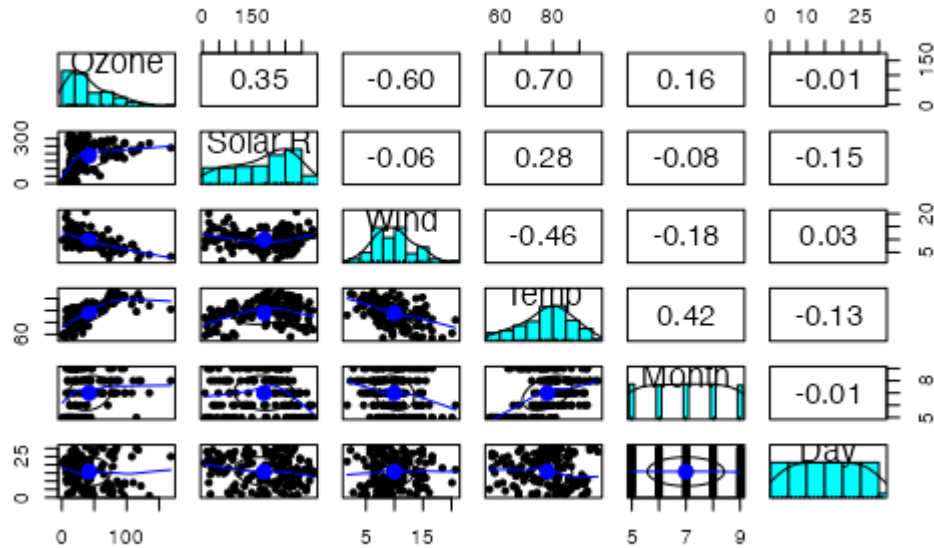 0 150 60 80 0 10 25
Ozone 0.35 -0.60 0.70 0.16 -0.01 0 150
0 300 Solar.R -0.06 0.28 -0.08 -0.15
Wind -0.46 -0.18 0.03 5 20
60 Temp 0.42 -0.13
Month -0.01 5 8
0 25 Day
0 100 5 15 5 7 9